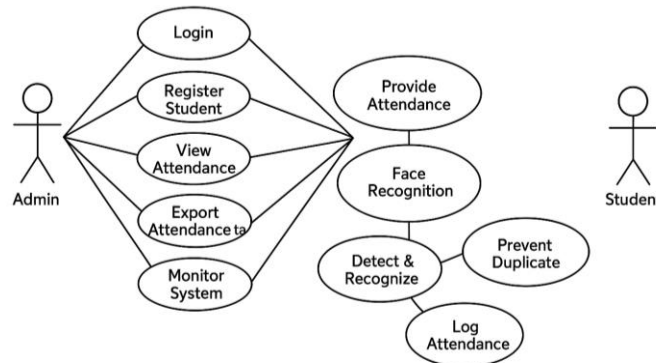 Login
Register
Student
View
Attendance
Export
Attendance ta
Monitor
System
Admin
Provide
Attendance
Face
Recognition
Detect &
Recognize
Prevent
Duplicate
Log
Attendance
Studen